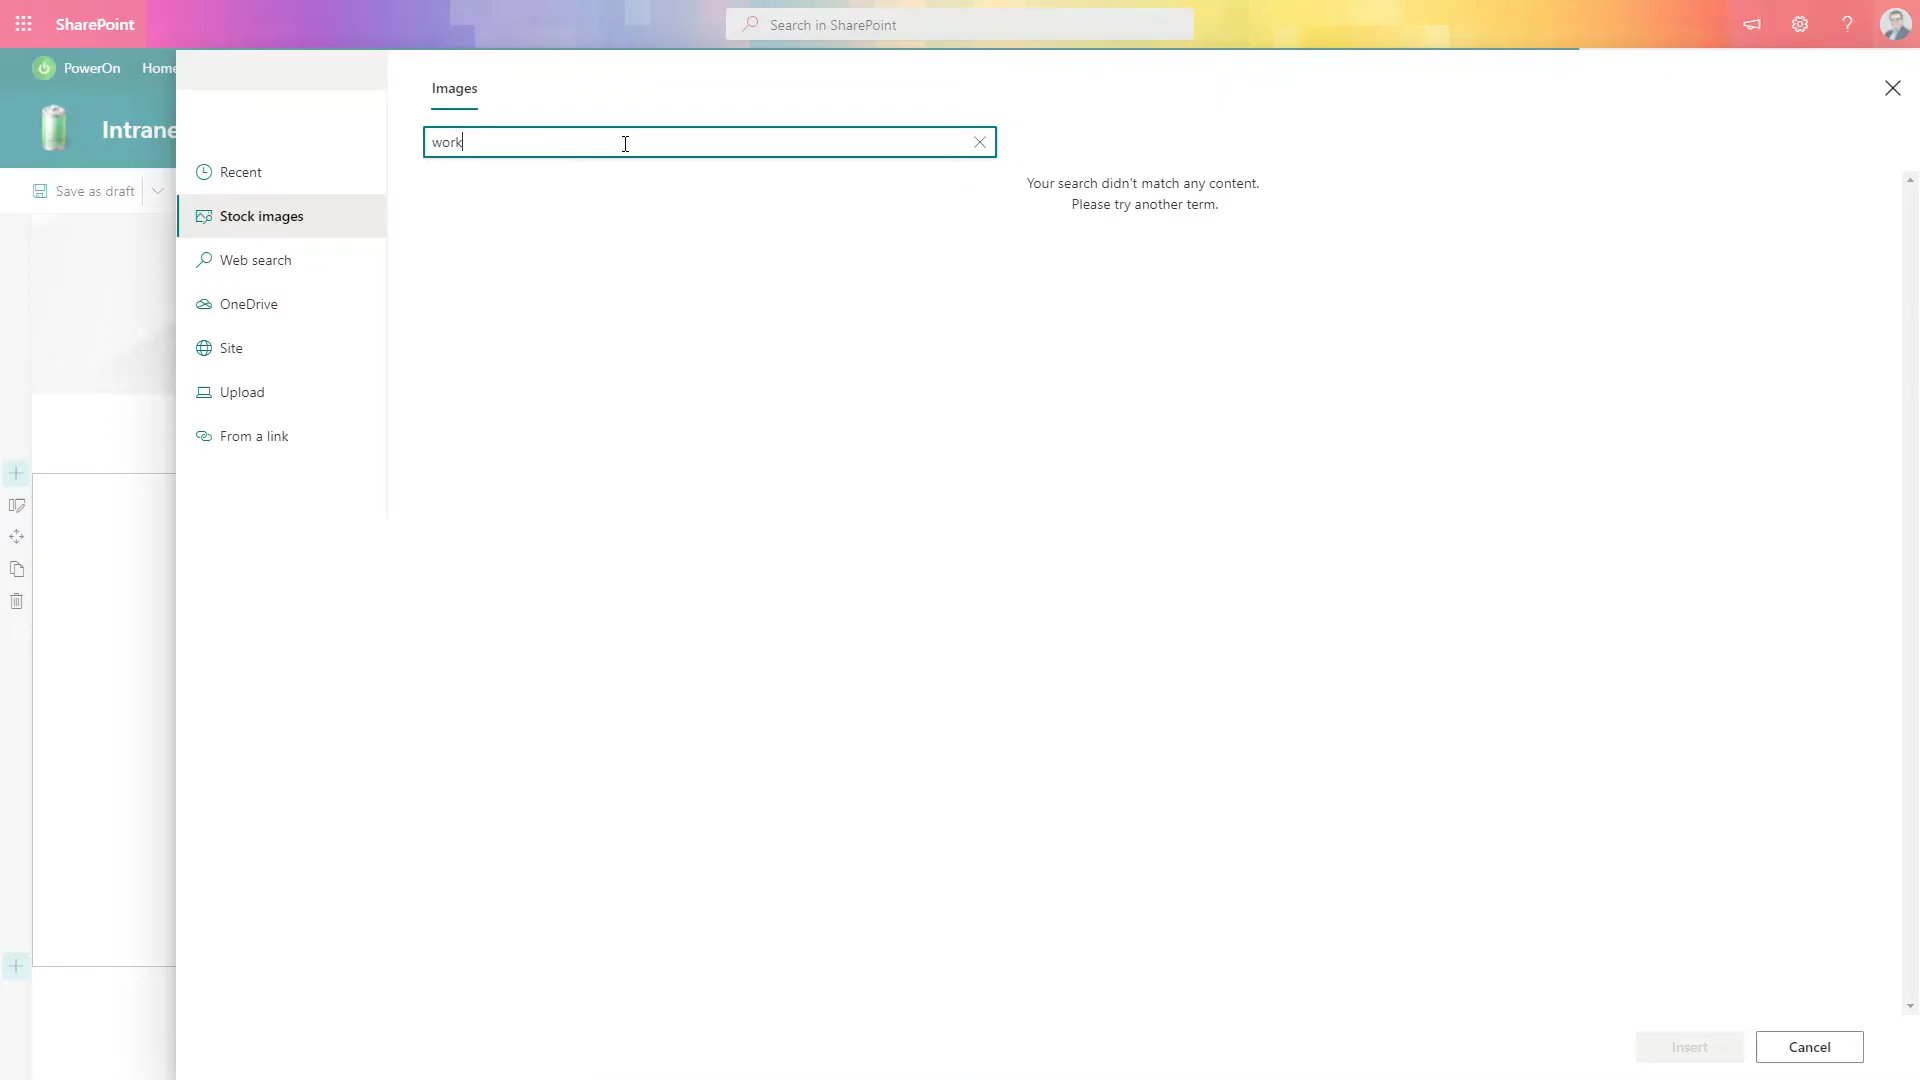 SharePoint
Search in SharePoint
?
PowerOn
Home
Intrane
Save as draft
Images
work
Recent
Stock images
Web search
OneDrive
Site
Upload
From a link
Your search didn't match any content.
Please try another term.
Insert
Cancel